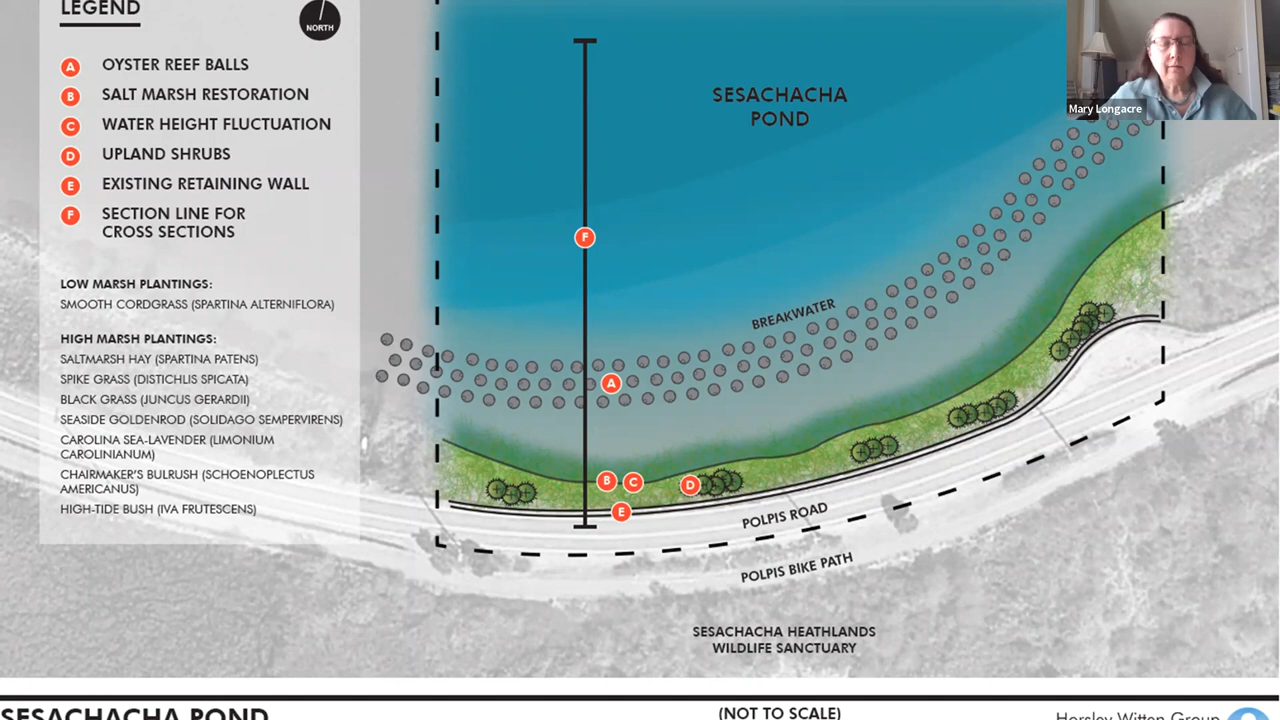 LEGEND
NORTH
A OYSTER REEF BALLS
B SALT MARSH RESTORATION
C WATER HEIGHT FLUCTUATION
D UPLAND SHRUBS
E EXISTING RETAINING WALL
F SECTION LINE FOR
CROSS SECTIONS
LOW MARSH PLANTINGS:
SMOOTH CORDGRASS (SPARTINA ALTERNIFLORA)
HIGH MARSH PLANTINGS:
SALTMARSH HAY (SPARTINA PATENS)
SPIKE GRASS (DISTICHLIS SPICATA)
BLACK GRASS (JUNCUS GERARDII)
SEASIDE GOLDENROD (SOLIDAGO SEMPERVIRENS)
CAROLINA SEA-LAVENDER (LIMONIUM
CAROLINIANUM)
CHAIRMAKER'S BULRUSH (SCHOENOPLECTUS
AMERICANUS)
HIGH-TIDE BUSH (IVA FRUTESCENS)
SESACHACHA
POND
Mary Longacre
F
BREAKWATER
A
B C D
E
POLPIS ROAD
POLPIS BIKE PATH
SESACHACHA HEATHLANDS
WILDLIFE SANCTUARY
SESACHACHA POND
(NOT TO SCALE)
Horsley Witten Group